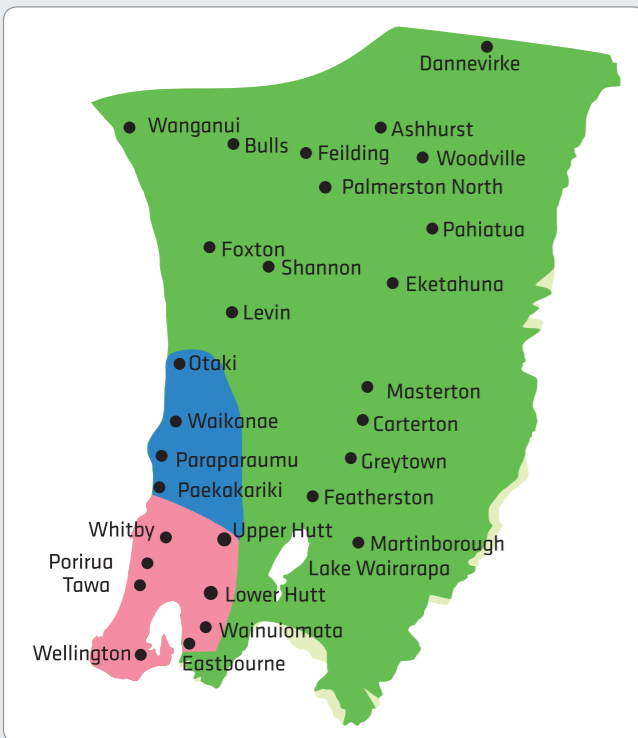 Dannevirke
Wanganui
Ashhurst
Bulls
Feilding
Woodville
Palmerston North
Pahiatua
Foxton
Shannon
Eketahuna
Levin
Otaki
Masterton
Waikanae
Carterton
Paraparaumu
Greytown
Paekakariki
Featherston
Whitby
Upper Hutt
Martinborough
Porirua
Lake Wairarapa
Tawa
Lower Hutt
Wainuiomata
Wellington
Eastbourne